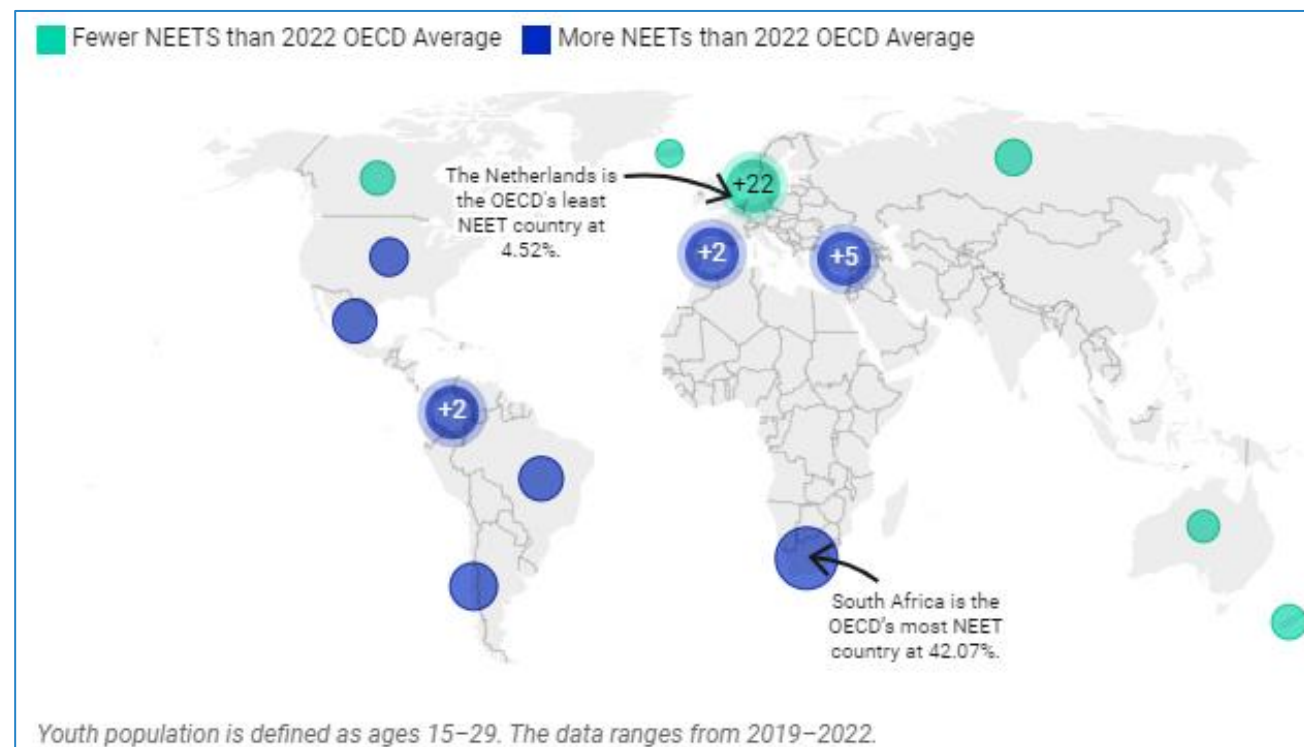 Fewer NEETS than 2022 OECD Average More NEETs than 2022 OECD Average
The Netherlands is
the OECD's least
NEET country at
4.52%.
+22
+2
+5
+2
South Africa is the
OECD's most NEET
country at 42.07%.
Youth population is defined as ages 15–29. The data ranges from 2019–2022.